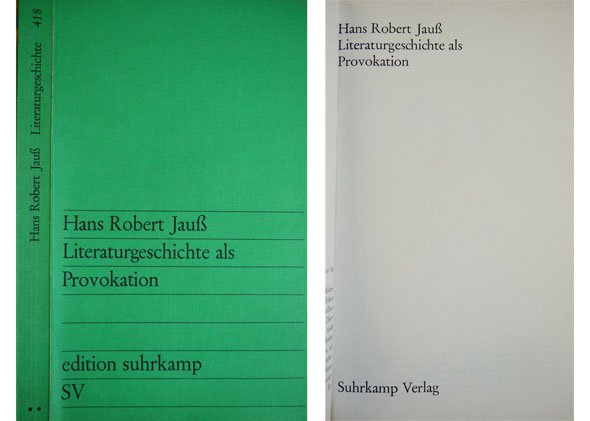 Hans Robert Jauß Literaturgeschichte 418
Hans Robert Jauß
Literaturgeschichte als
Provokation
edition suhrkamp
SV
Hans Robert Jauß
Literaturgeschichte als
Provokation
Suhrkamp Verlag